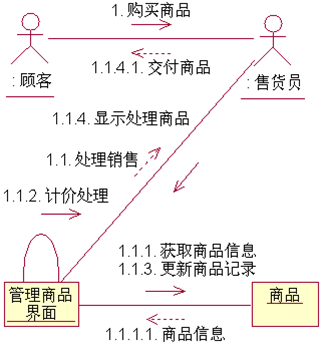 1. 购买商品
1.1.4.1. 交付商品
: 顾客
: 售货员
1.1.4. 显示处理商品
1.1. 处理销售
1.1.2. 计价处理
1.1.1. 获取商品信息
1.1.3. 更新商品记录
管理商品
界面
商品
1.1.1.1. 商品信息